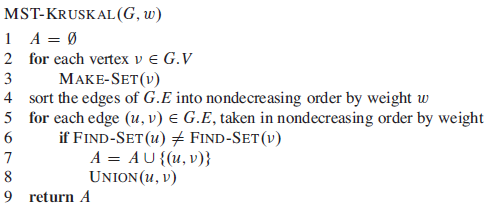 MST-KRUSKAL(G, w)
1 A = Ø
2 for each vertex v ∈ G.V
3 MAKE-SET(v)
4 sort the edges of G.E into nondecreasing order by weight w
5 for each edge (u, v) ∈ G.E, taken in nondecreasing order by weight
6 if FIND-SET(u) ≠ FIND-SET(v)
7 A = A ∪ {(u, v)}
8 UNION(u, v)
9 return A